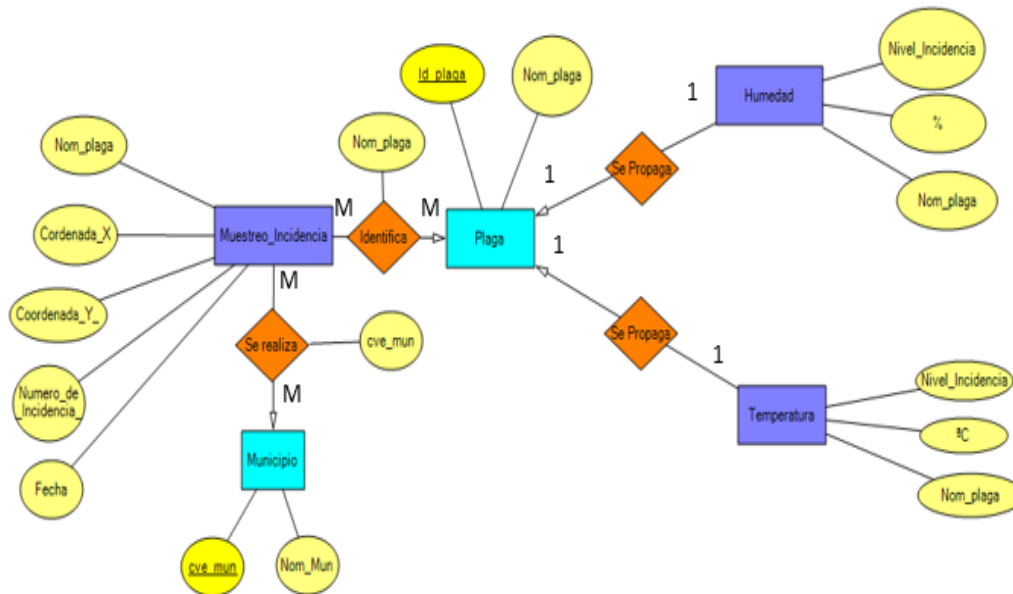 Id_plaga
Nom_plaga
Nivel_Incidencia
Humedad
%
Nom_plaga
1
Se Propaga
1
Nom_plaga
Nom_plaga
Muestreo_Incidencia
M
Identifica
M
Plaga
1
Cordenada_X
Coordenada_Y_
Numero_de
_Incidencia_
Fecha
M
Se realiza
cve_mun
M
Municipio
cve_mun
Nom_Mun
Se Propaga
1
Temperatura
Nivel_Incidencia
ªC
Nom_plaga